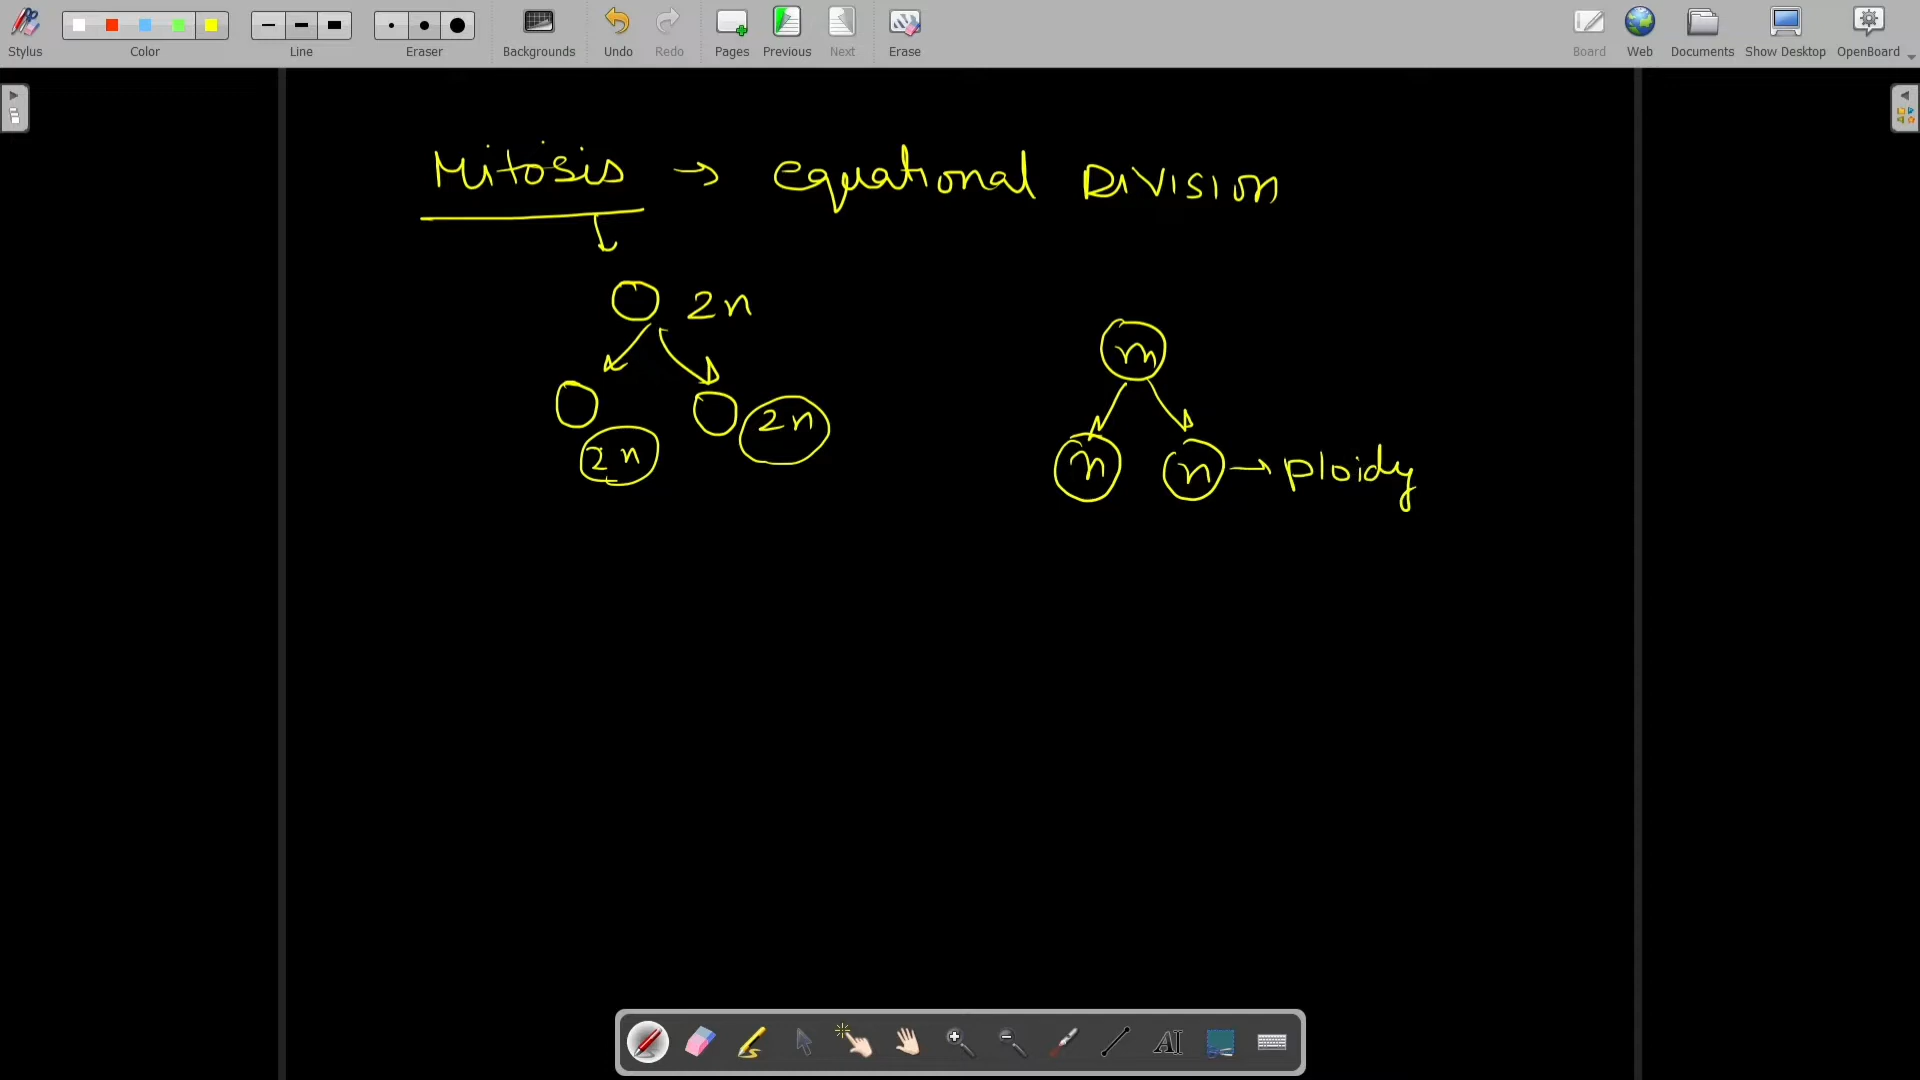 Stylus Color Line Eraser Backgrounds Undo Redo Pages Previous Next Erase Board Web Documents Show Desktop OpenBoard
Mitosis → equational DIVISION
2n
2n 2n
n
n n → ploidy
AI